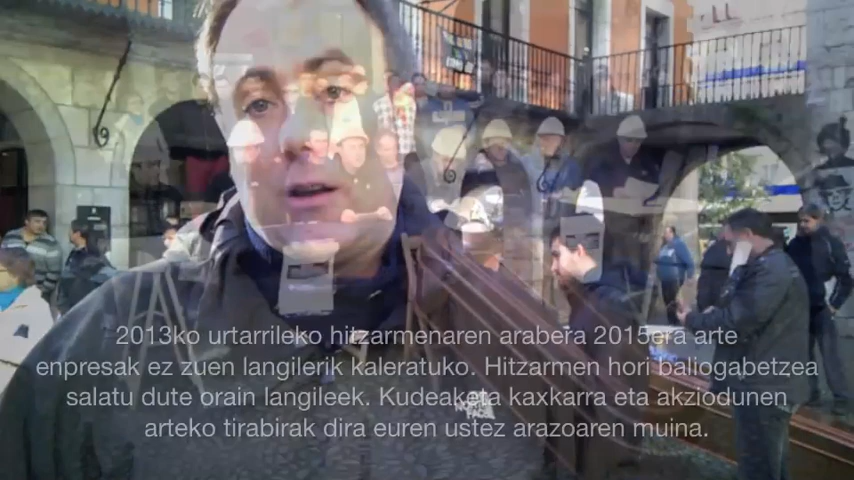 2013ko urtarrileko hitzarmenaren arabera 2015era arte
enpresak ez zuen langilerik kaleratuko. Hitzarmen hori baliogabetzea
salatu dute orain langileek. Kudeaketa kaxkarra eta akziodunen
arteko tirabirak dira euren ustez arazoaren muina.